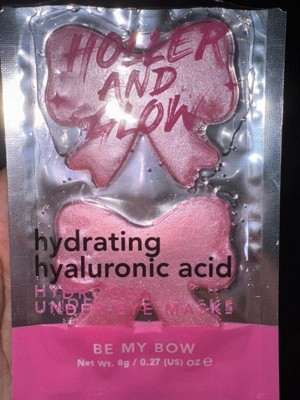 HOLLER
AND
GLOW
hydrating
hyaluronic acid
HYDROGEL
UNDER EYE MASKS
BE MY BOW
Net Wt. 8g / 0.27 (US) oz e